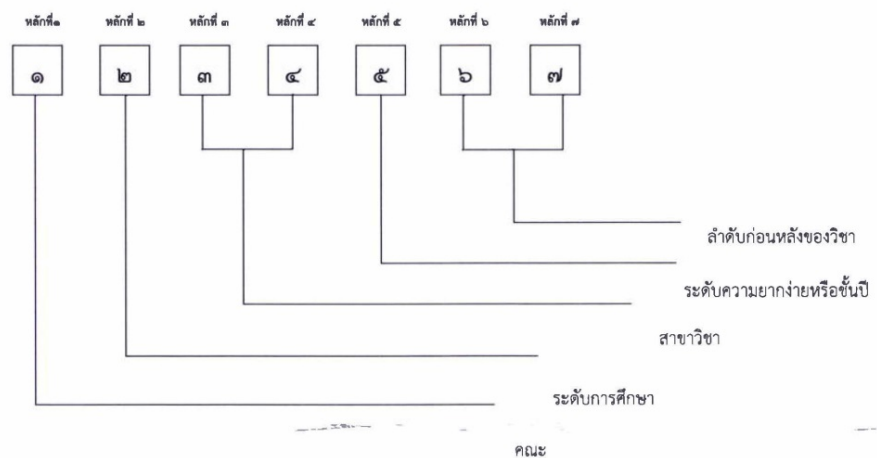 หลักที่๑ หลักที่ ๒ หลักที่ ๓ หลักที่ ๔ หลักที่ ๕ หลักที่ ๖ หลักที่ ๗
๑ ๒ ๓ ๔ ๕ ๖ ๗
ลำดับก่อนหลังของวิชา
ระดับความยากง่ายหรือชั้นปี
สาขาวิชา
ระดับการศึกษา
คณะ